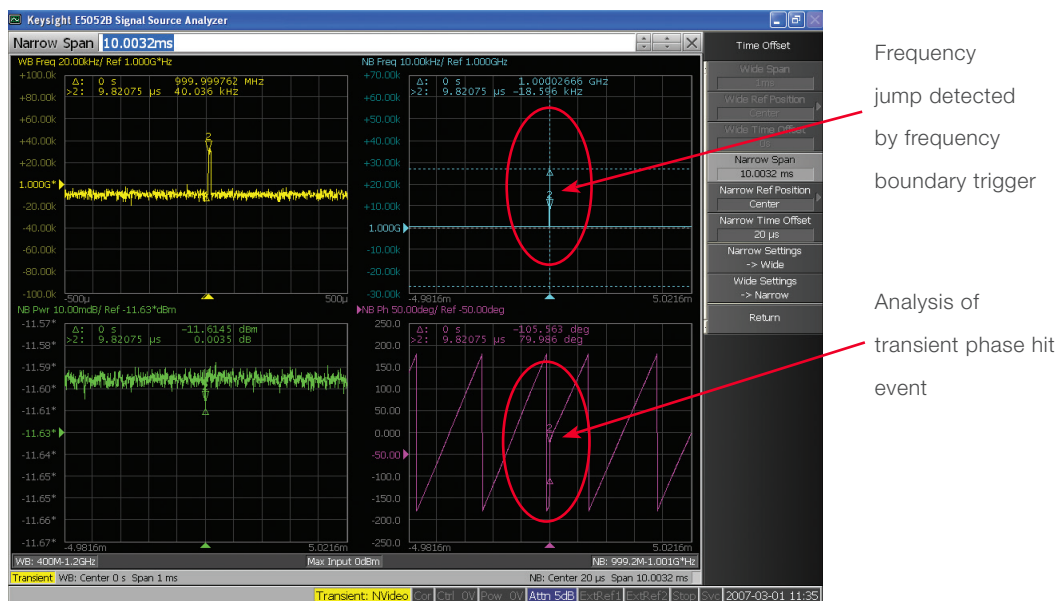 Keysight E5052B Signal Source Analyzer
Narrow Span 10.0032ms
WB Freq 20.00kHz/ Ref 1.000G*Hz
+100.0k
+80.00k
+60.00k
+40.00k
+20.00k
1.000G*
-20.00k
-40.00k
-60.00k
-80.00k
-100.0k
Δ: 0 s 999.999762 MHz
>2: 9.82075 µs 40.036 kHz
2
-500µ
500µ
NB Freq 10.00kHz/ Ref 1.000GHz
+70.00k
+60.00k
+50.00k
+40.00k
+30.00k
+20.00k
+10.00k
1.000G
-10.00k
-20.00k
-30.00k
Δ: 0 s 1.00002666 GHz
>2: 9.82075 µs -18.596 kHz
2
-4.9816m
5.0216m
NB Pwr 10.00mdB/ Ref -11.63*dBm
-11.57*
-11.58*
-11.59*
-11.60*
-11.61*
-11.63*
-11.64*
-11.65*
-11.66*
-11.67*
Δ: 0 s -11.6145 dBm
>2: 9.82075 µs 0.0035 dB
-4.9816m
5.0216m
NB Ph 50.00deg/ Ref -50.00deg
250.0
200.0
150.0
100.0
50.00
0.000
-50.00
-100.0
-150.0
-200.0
-250.0
Δ: 0 s -105.563 deg
>2: 9.82075 µs 79.986 deg
2
-4.9816m
5.0216m
WB: 400M-1.2GHz
Max Input 0dBm
NB: 999.2M-1.001G*Hz
Transient WB: Center 0 s Span 1 ms
NB: Center 20 µs Span 10.0032 ms
Transient: NVideo Cor Ctrl 0V Pow 0V Attn 5dB ExtRef1 ExtRef2 Stop Svc 2007-03-01 11:35
Time Offset
Wide Span
1ms
Wide Ref Position
Center
Wide Time Offset
0s
Narrow Span
10.0032 ms
Narrow Ref Position
Center
Narrow Time Offset
20 µs
Narrow Settings
-> Wide
Wide Settings
-> Narrow
Return
Frequency
jump detected
by frequency
boundary trigger
Analysis of
transient phase hit
event